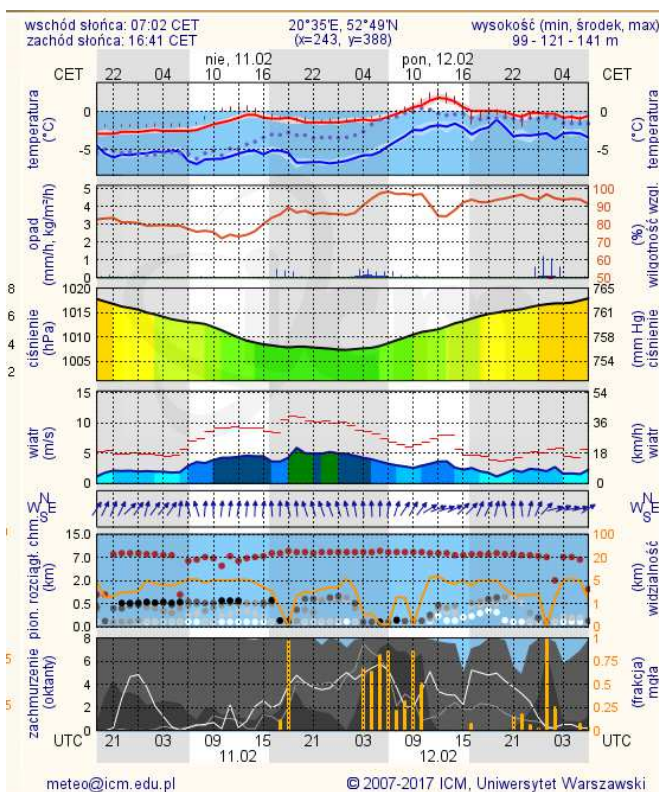 wschód słońca: 07:02 CET 20°35'E, 52°49'N wysokość (min, środek, max)
zachód słońca: 16:41 CET (x=243, y=388) 99 - 121 - 141 m
nie, 11.02 pon, 12.02
CET 22 04 10 16 22 04 10 16 22 04 CET
temperatura (°C)
0
-5
0
-5
temperatura (°C)
opad (mm/h, kg/m²/h)
5
4
3
2
1
0
100
90
80
70
60
50
wilgotność wzgl. (%)
8
6
4
2
ciśnienie (hPa)
1020
1015
1010
1005
765
761
758
754
(mm Hg) ciśnienie
wiatr (m/s)
15
10
5
0
54
36
18
0
(km/h) wiatr
N
W E
S
N
W E
S
pion. rozciągł. chm. (km)
15.0
7.0
2.0
0.5
0.0
100
20
5
1
0
(km) widzialność
zachmurzenie (oktanty)
8
6
4
2
0
1
0.75
0.5
0.25
0
(frakcja) mgła
5
5
UTC 21 03 09 15 21 03 09 15 21 03 UTC
11.02 12.02
meteo@icm.edu.pl © 2007-2017 ICM, Uniwersytet Warszawski